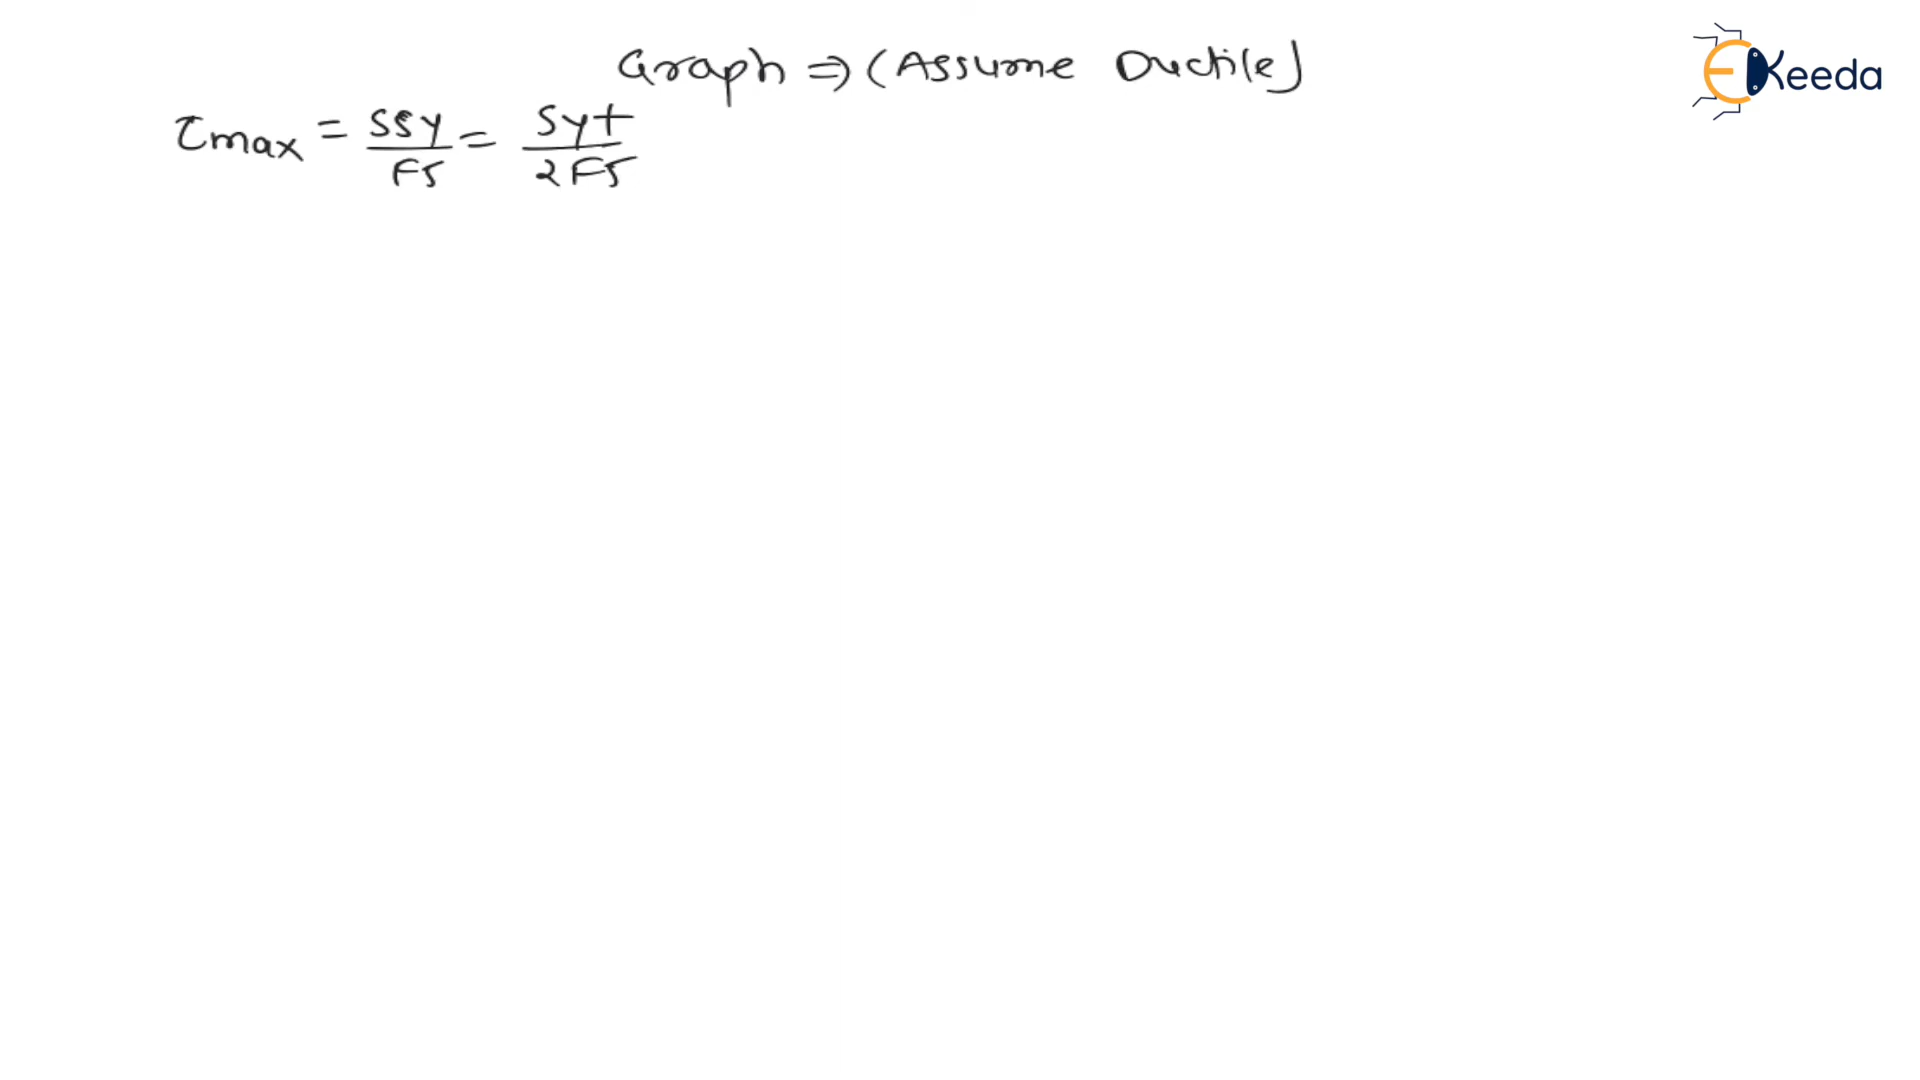 Graph ⇒ (Assume Ductile)
EKeeda
τmax = SSy/FS = Syt/2FS